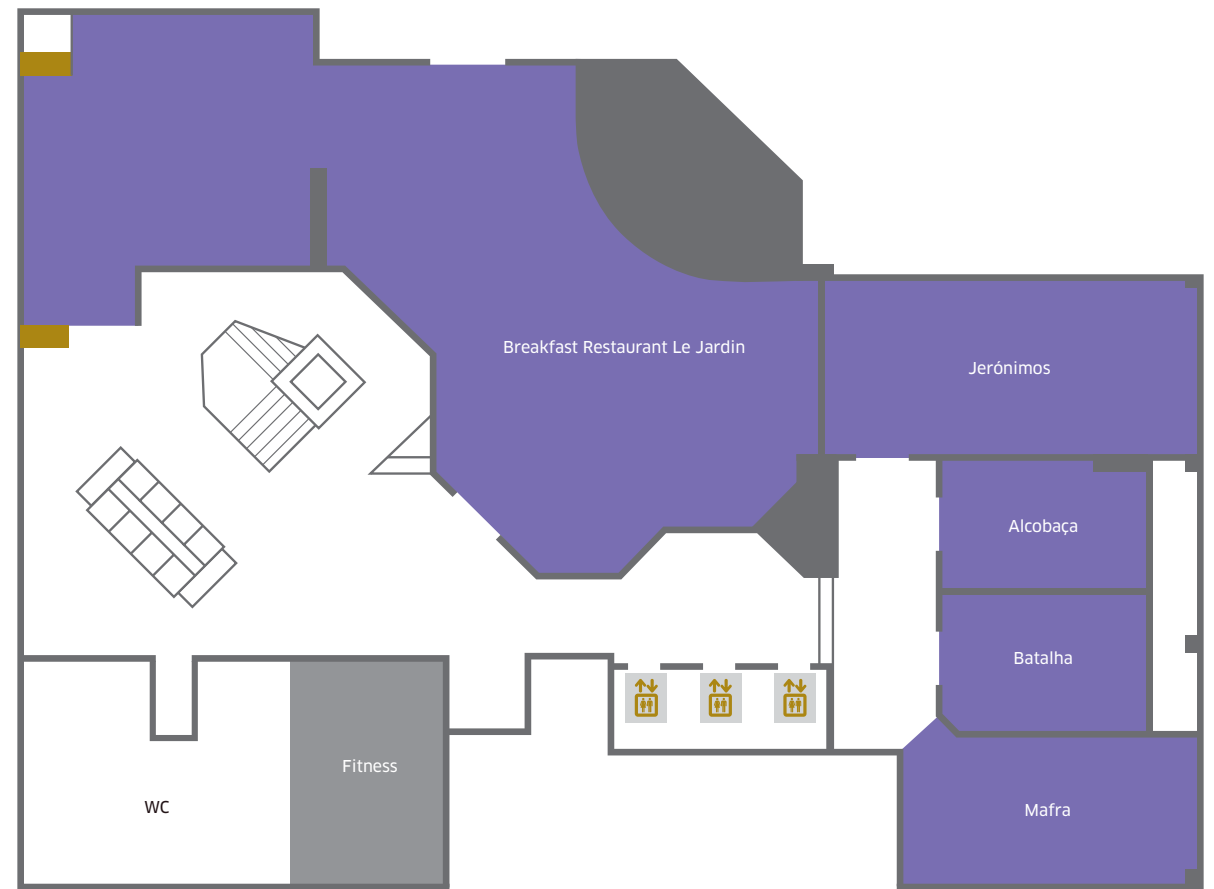 Breakfast Restaurant Le Jardin
Jerónimos
Alcobaça
Batalha
Fitness
WC
Mafra